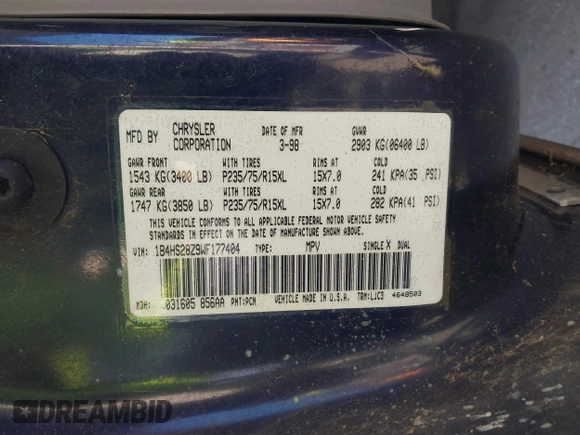 MFD BY CHRYSLER CORPORATION DATE OF MFR 3-98 GVWR 2903 KG(06400 LB)
GAWR FRONT WITH TIRES RIMS AT COLD
1543 KG(3400 LB) P235/75/R15XL 15X7.0 241 KPA(35 PSI)
GAWR REAR WITH TIRES RIMS AT COLD
1747 KG(3850 LB) P235/75/R15XL 15X7.0 282 KPA(41 PSI)
THIS VEHICLE CONFORMS TO ALL APPLICABLE FEDERAL MOTOR VEHICLE SAFETY
STANDARDS IN EFFECT ON THE DATE OF MANUFACTURE SHOWN ABOVE.
VIN: 1B4HS28Z9WF177404 TYPE: MPV SINGLE X DUAL
MDH: 031605 856AA PNT:PCN VEHICLE MADE IN U.S.A. TRM:LJC3 4648503
DREAMBID